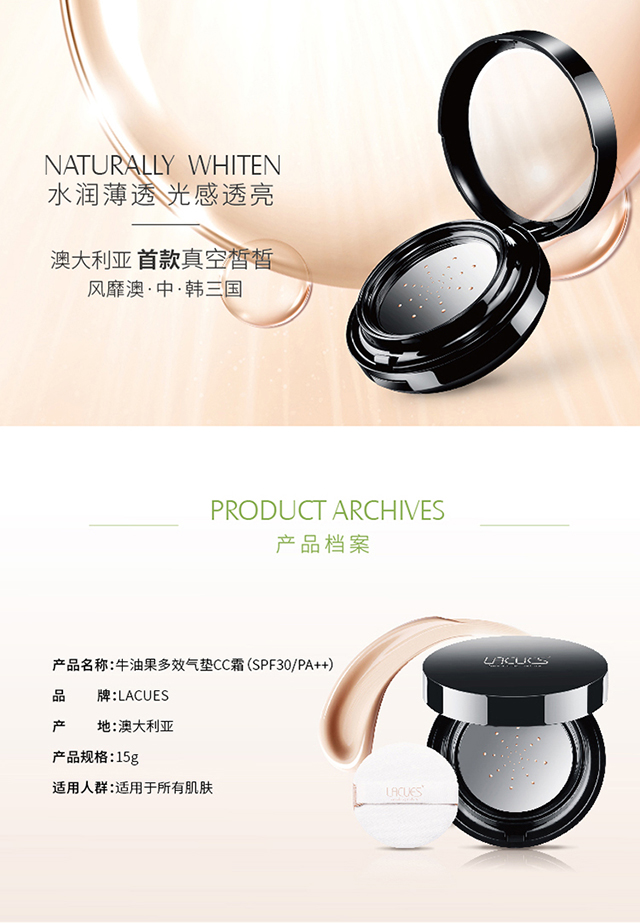 NATURALLY WHITEN
水润薄透 光感透亮
澳大利亚 首款真空皙皙
风靡澳·中·韩三国
PRODUCT ARCHIVES
产品档案
产品名称:牛油果多效气垫CC霜(SPF30/PA++)
品 牌:LACUES
产 地:澳大利亚
产品规格:15g
适用人群:适用于所有肌肤
LACUES
LACUES